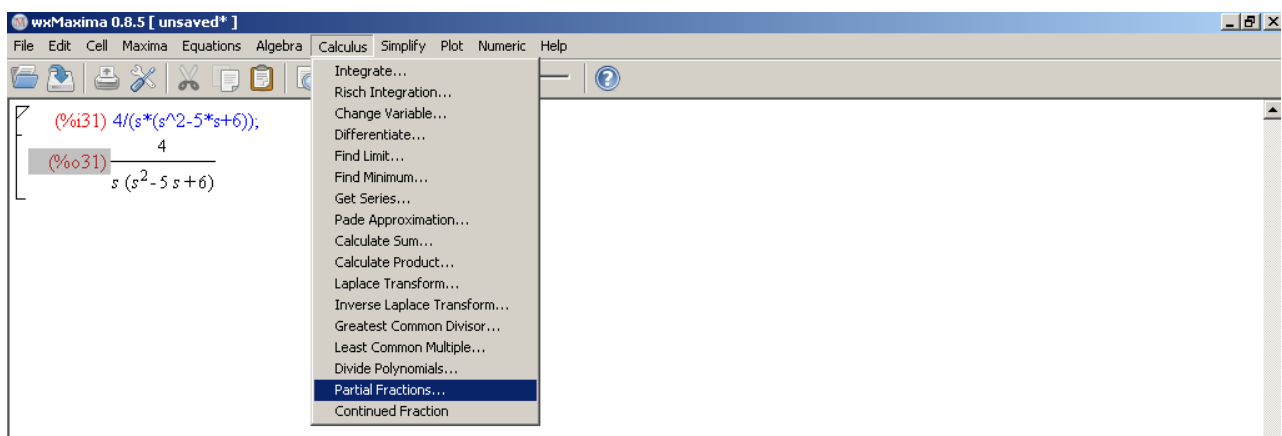 wxMaxima 0.8.5 [ unsaved* ]
File Edit Cell Maxima Equations Algebra Calculus Simplify Plot Numeric Help
Integrate...
Risch Integration...
Change Variable...
Differentiate...
Find Limit...
Find Minimum...
Get Series...
Pade Approximation...
Calculate Sum...
Calculate Product...
Laplace Transform...
Inverse Laplace Transform...
Greatest Common Divisor...
Least Common Multiple...
Divide Polynomials...
Partial Fractions...
Continued Fraction
(%i31) 4/(s*(s^2-5*s+6));
4
(%o31)
s (s²-5 s+6)